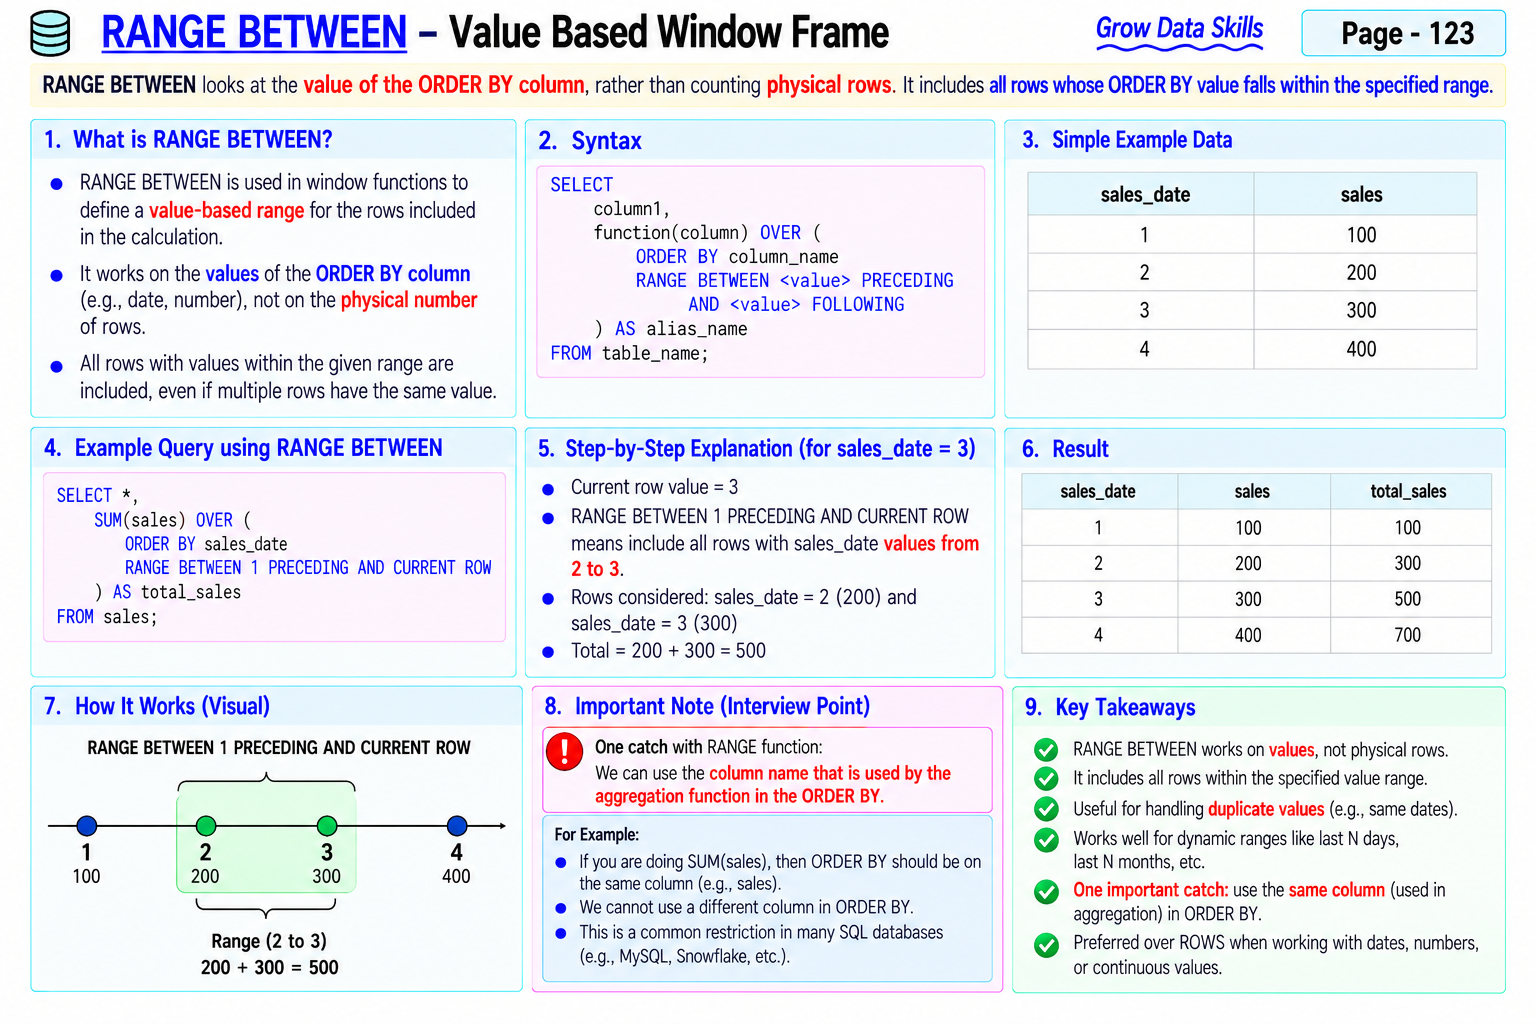 RANGE BETWEEN – Value Based Window Frame
Grow Data Skills
Page - 123
RANGE BETWEEN looks at the value of the ORDER BY column, rather than counting physical rows. It includes all rows whose ORDER BY value falls within the specified range.
1. What is RANGE BETWEEN?
● RANGE BETWEEN is used in window functions to
define a value-based range for the rows included
in the calculation.
● It works on the values of the ORDER BY column
(e.g., date, number), not on the physical number
of rows.
● All rows with values within the given range are
included, even if multiple rows have the same value.
2. Syntax
SELECT
column1,
function(column) OVER (
ORDER BY column_name
RANGE BETWEEN <value> PRECEDING
AND <value> FOLLOWING
) AS alias_name
FROM table_name;
3. Simple Example Data
sales_date sales
1 100
2 200
3 300
4 400
4. Example Query using RANGE BETWEEN
SELECT *,
SUM(sales) OVER (
ORDER BY sales_date
RANGE BETWEEN 1 PRECEDING AND CURRENT ROW
) AS total_sales
FROM sales;
5. Step-by-Step Explanation (for sales_date = 3)
● Current row value = 3
● RANGE BETWEEN 1 PRECEDING AND CURRENT ROW
means include all rows with sales_date values from
2 to 3.
● Rows considered: sales_date = 2 (200) and
sales_date = 3 (300)
● Total = 200 + 300 = 500
6. Result
sales_date sales total_sales
1 100 100
2 200 300
3 300 500
4 400 700
7. How It Works (Visual)
RANGE BETWEEN 1 PRECEDING AND CURRENT ROW
1 2 3 4
100 200 300 400
Range (2 to 3)
200 + 300 = 500
8. Important Note (Interview Point)
! One catch with RANGE function:
We can use the column name that is used by the
aggregation function in the ORDER BY.
For Example:
● If you are doing SUM(sales), then ORDER BY should be on
the same column (e.g., sales).
● We cannot use a different column in ORDER BY.
● This is a common restriction in many SQL databases
(e.g., MySQL, Snowflake, etc.).
9. Key Takeaways
RANGE BETWEEN works on values, not physical rows.
It includes all rows within the specified value range.
Useful for handling duplicate values (e.g., same dates).
Works well for dynamic ranges like last N days,
last N months, etc.
One important catch: use the same column (used in
aggregation) in ORDER BY.
Preferred over ROWS when working with dates, numbers,
or continuous values.